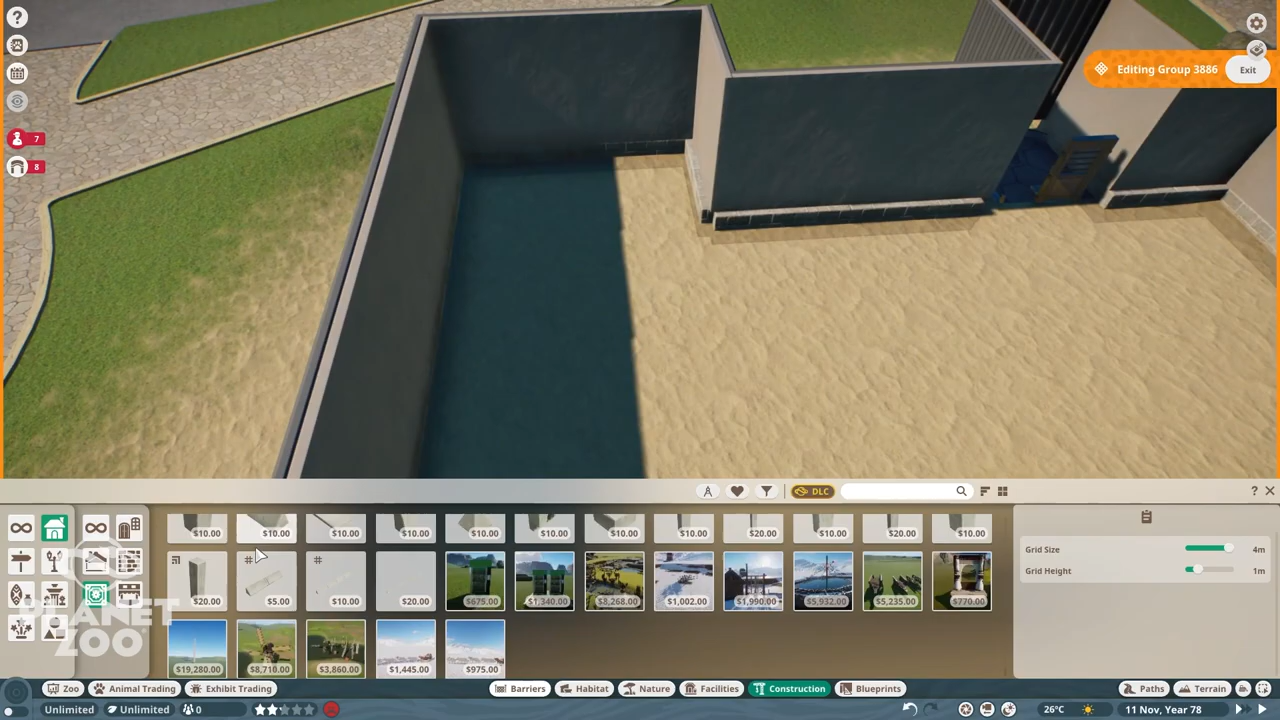 Editing Group 3886
Exit
7
8
DLC
?
$10.00 $10.00 $10.00 $10.00 $10.00 $10.00 $10.00 $10.00 $20.00 $10.00 $20.00 $10.00
$20.00 $5.00 $10.00 $20.00 $675.00 $1,340.00 $8,268.00 $1,002.00 $1,990.00 $5,932.00 $5,235.00 $770.00
$19,280.00 $8,710.00 $3,860.00 $1,445.00 $975.00
Grid Size 4m
Grid Height 1m
PLANET
ZOO
Zoo Animal Trading Exhibit Trading Barriers Habitat Nature Facilities Construction Blueprints Paths Terrain
Unlimited Unlimited 0 26°C 11 Nov, Year 78